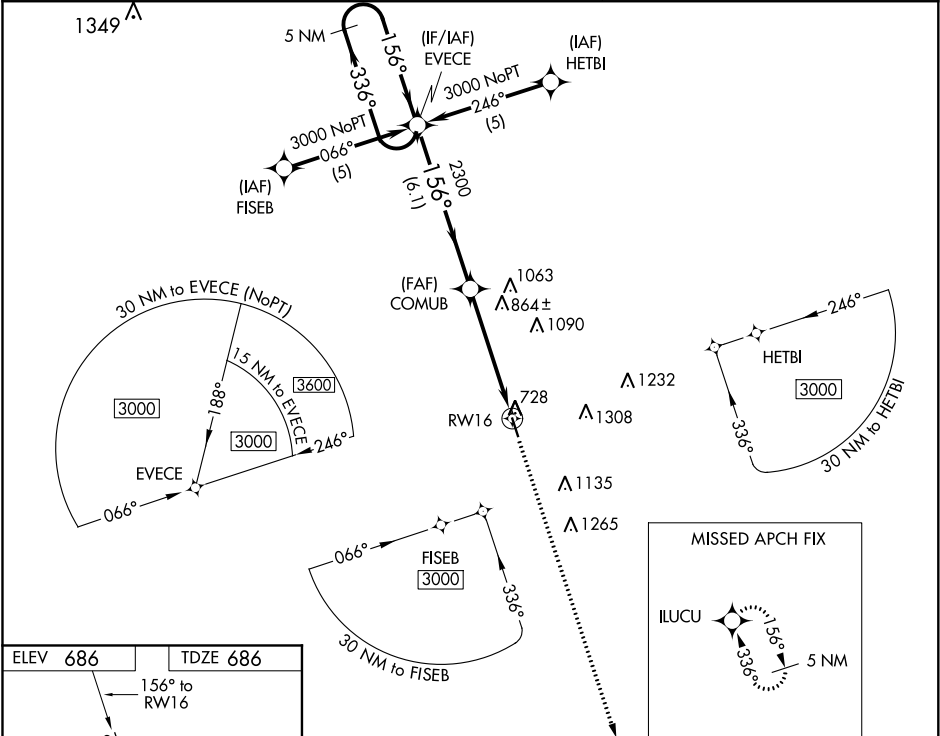 1349
5 NM
156°
336°
(IF/IAF)
EVECE
(IAF)
HETBI
3000 NoPT
246°
(5)
3000 NoPT
066°
(5)
(IAF)
FISEB
2300
156°
(6.1)
(FAF)
COMUB
1063
864±
1090
1232
728
1308
RW16
1135
1265
30 NM to EVECE (NoPT)
15 NM to EVECE
3600
3000
188°
3000
246°
EVECE
066°
246°
HETBI
3000
336°
30 NM to HETBI
066°
FISEB
3000
336°
30 NM to FISEB
MISSED APCH FIX
ILUCU
156°
336°
5 NM
ELEV 686
TDZE 686
156° to
RW16